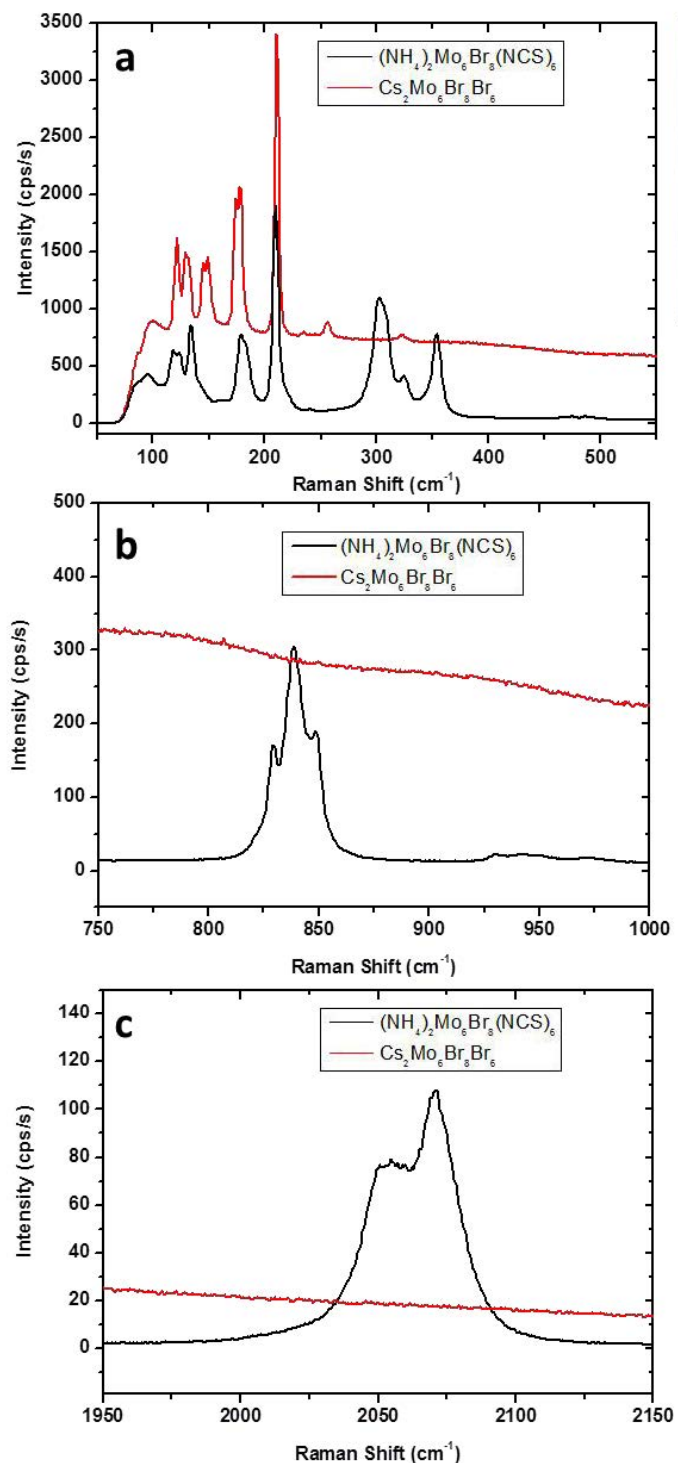 a
(NH₄)₂Mo₆Br₈(NCS)₆
Cs₂Mo₆Br₈Br₆
3500
3000
2500
2000
1500
1000
500
0
Intensity (cps/s)
100 200 300 400 500
Raman Shift (cm⁻¹)
b
(NH₄)₂Mo₆Br₈(NCS)₆
Cs₂Mo₆Br₈Br₆
500
400
300
200
100
0
Intensity (cps/s)
750 800 850 900 950 1000
Raman Shift (cm⁻¹)
c
(NH₄)₂Mo₆Br₈(NCS)₆
Cs₂Mo₆Br₈Br₆
140
120
100
80
60
40
20
0
Intensity (cps/s)
1950 2000 2050 2100 2150
Raman Shift (cm⁻¹)